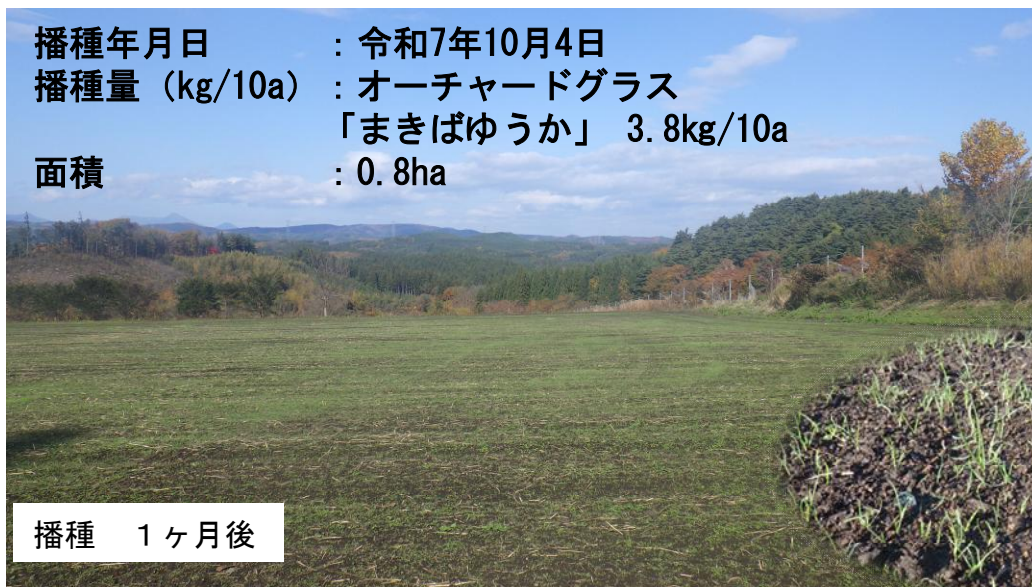 播種年月日　　　：令和7年10月4日
播種量（kg/10a）：オーチャードグラス
「まきばゆうか」 3.8kg/10a
面積　　　　　　：0.8ha
播種　１ヶ月後